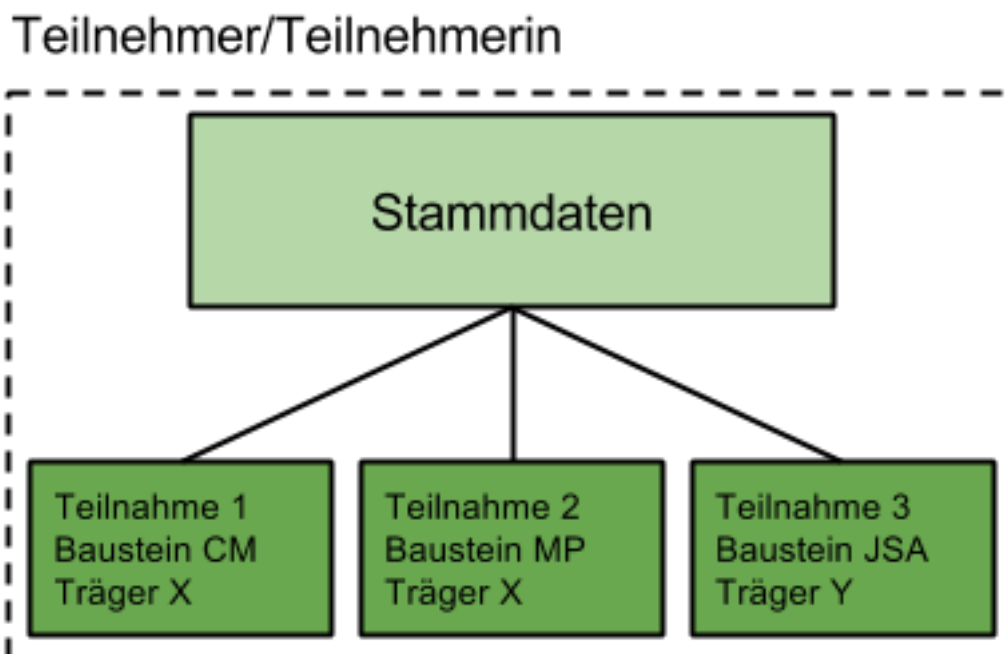 Teilnehmer/Teilnehmerin
Stammdaten
Teilnahme 1
Baustein CM
Träger X
Teilnahme 2
Baustein MP
Träger X
Teilnahme 3
Baustein JSA
Träger Y